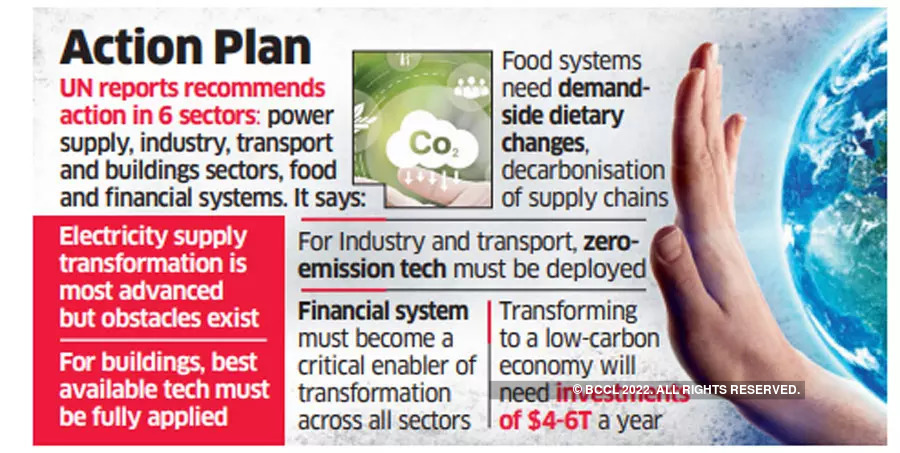 Action Plan
UN reports recommends
action in 6 sectors: power
supply, industry, transport
and buildings sectors, food
and financial systems. It says:
Co2
Food systems
need demand-
side dietary
changes,
decarbonisation
of supply chains
Electricity supply
transformation is
most advanced
but obstacles exist
For buildings, best
available tech must
be fully applied
For Industry and transport, zero-
emission tech must be deployed
Financial system
must become a
critical enabler of
transformation
across all sectors
Transforming
to a low-carbon
economy will
need investments
of $4-6T a year
© BCCL 2022. ALL RIGHTS RESERVED.